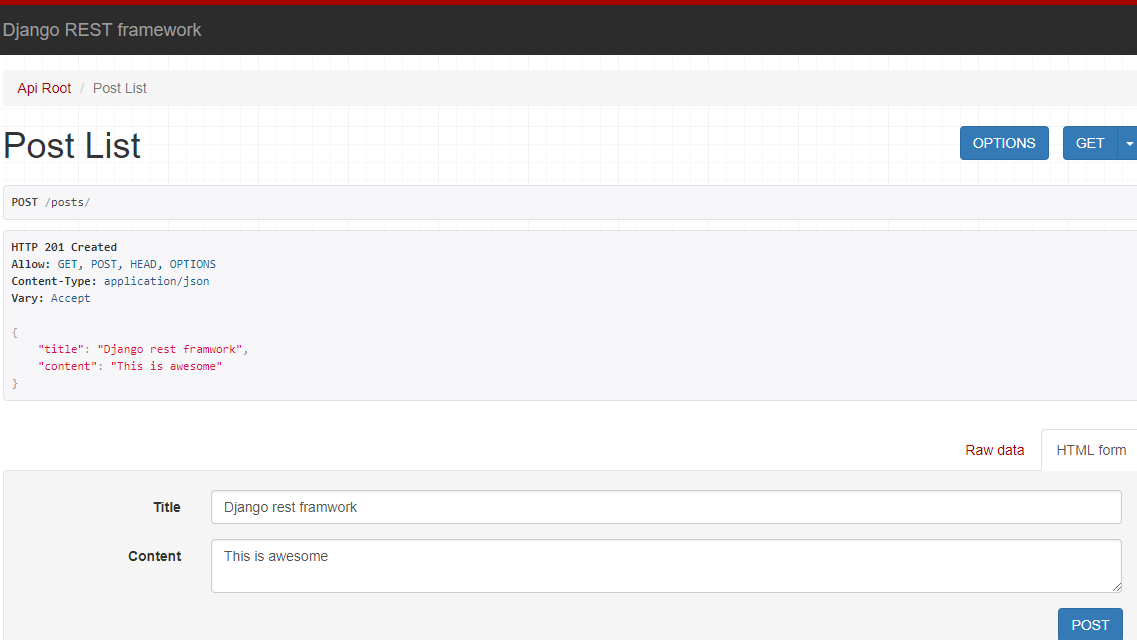 Django REST framework
Api Root / Post List
Post List
OPTIONS
GET
POST /posts/
HTTP 201 Created
Allow: GET, POST, HEAD, OPTIONS
Content-Type: application/json
Vary: Accept
{
    "title": "Django rest framwork",
    "content": "This is awesome"
}
Raw data
HTML form
Title
Django rest framwork
Content
This is awesome
POST